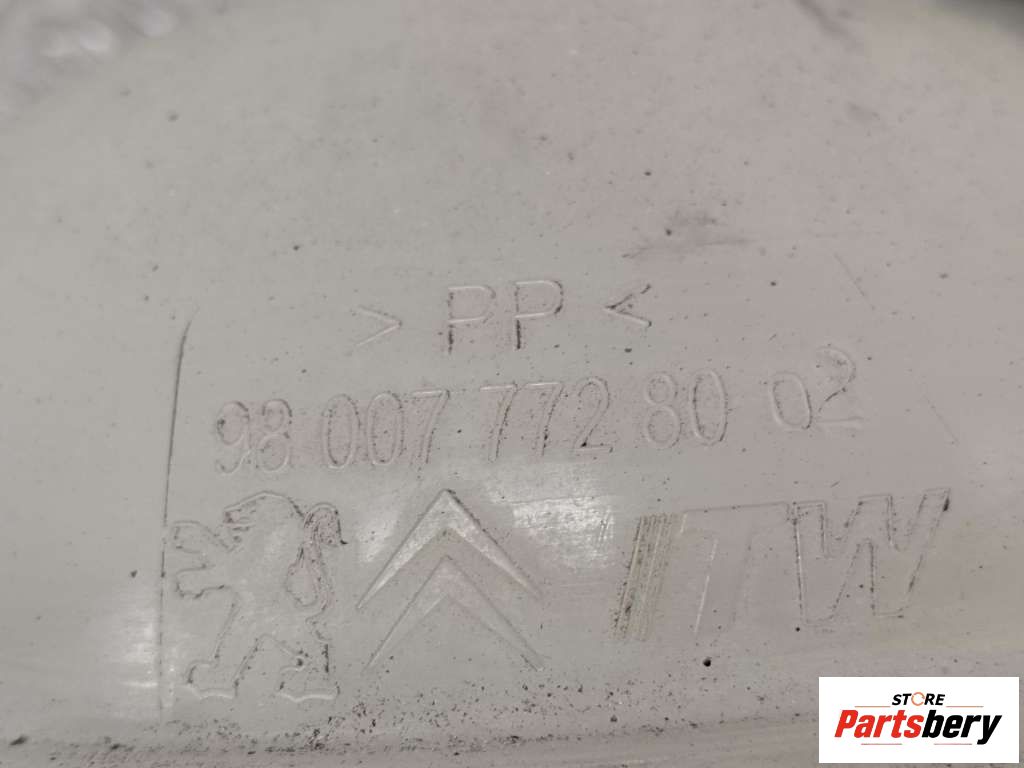 > PP <
98 007 772 80 02
ITW
STORE
Partsbery